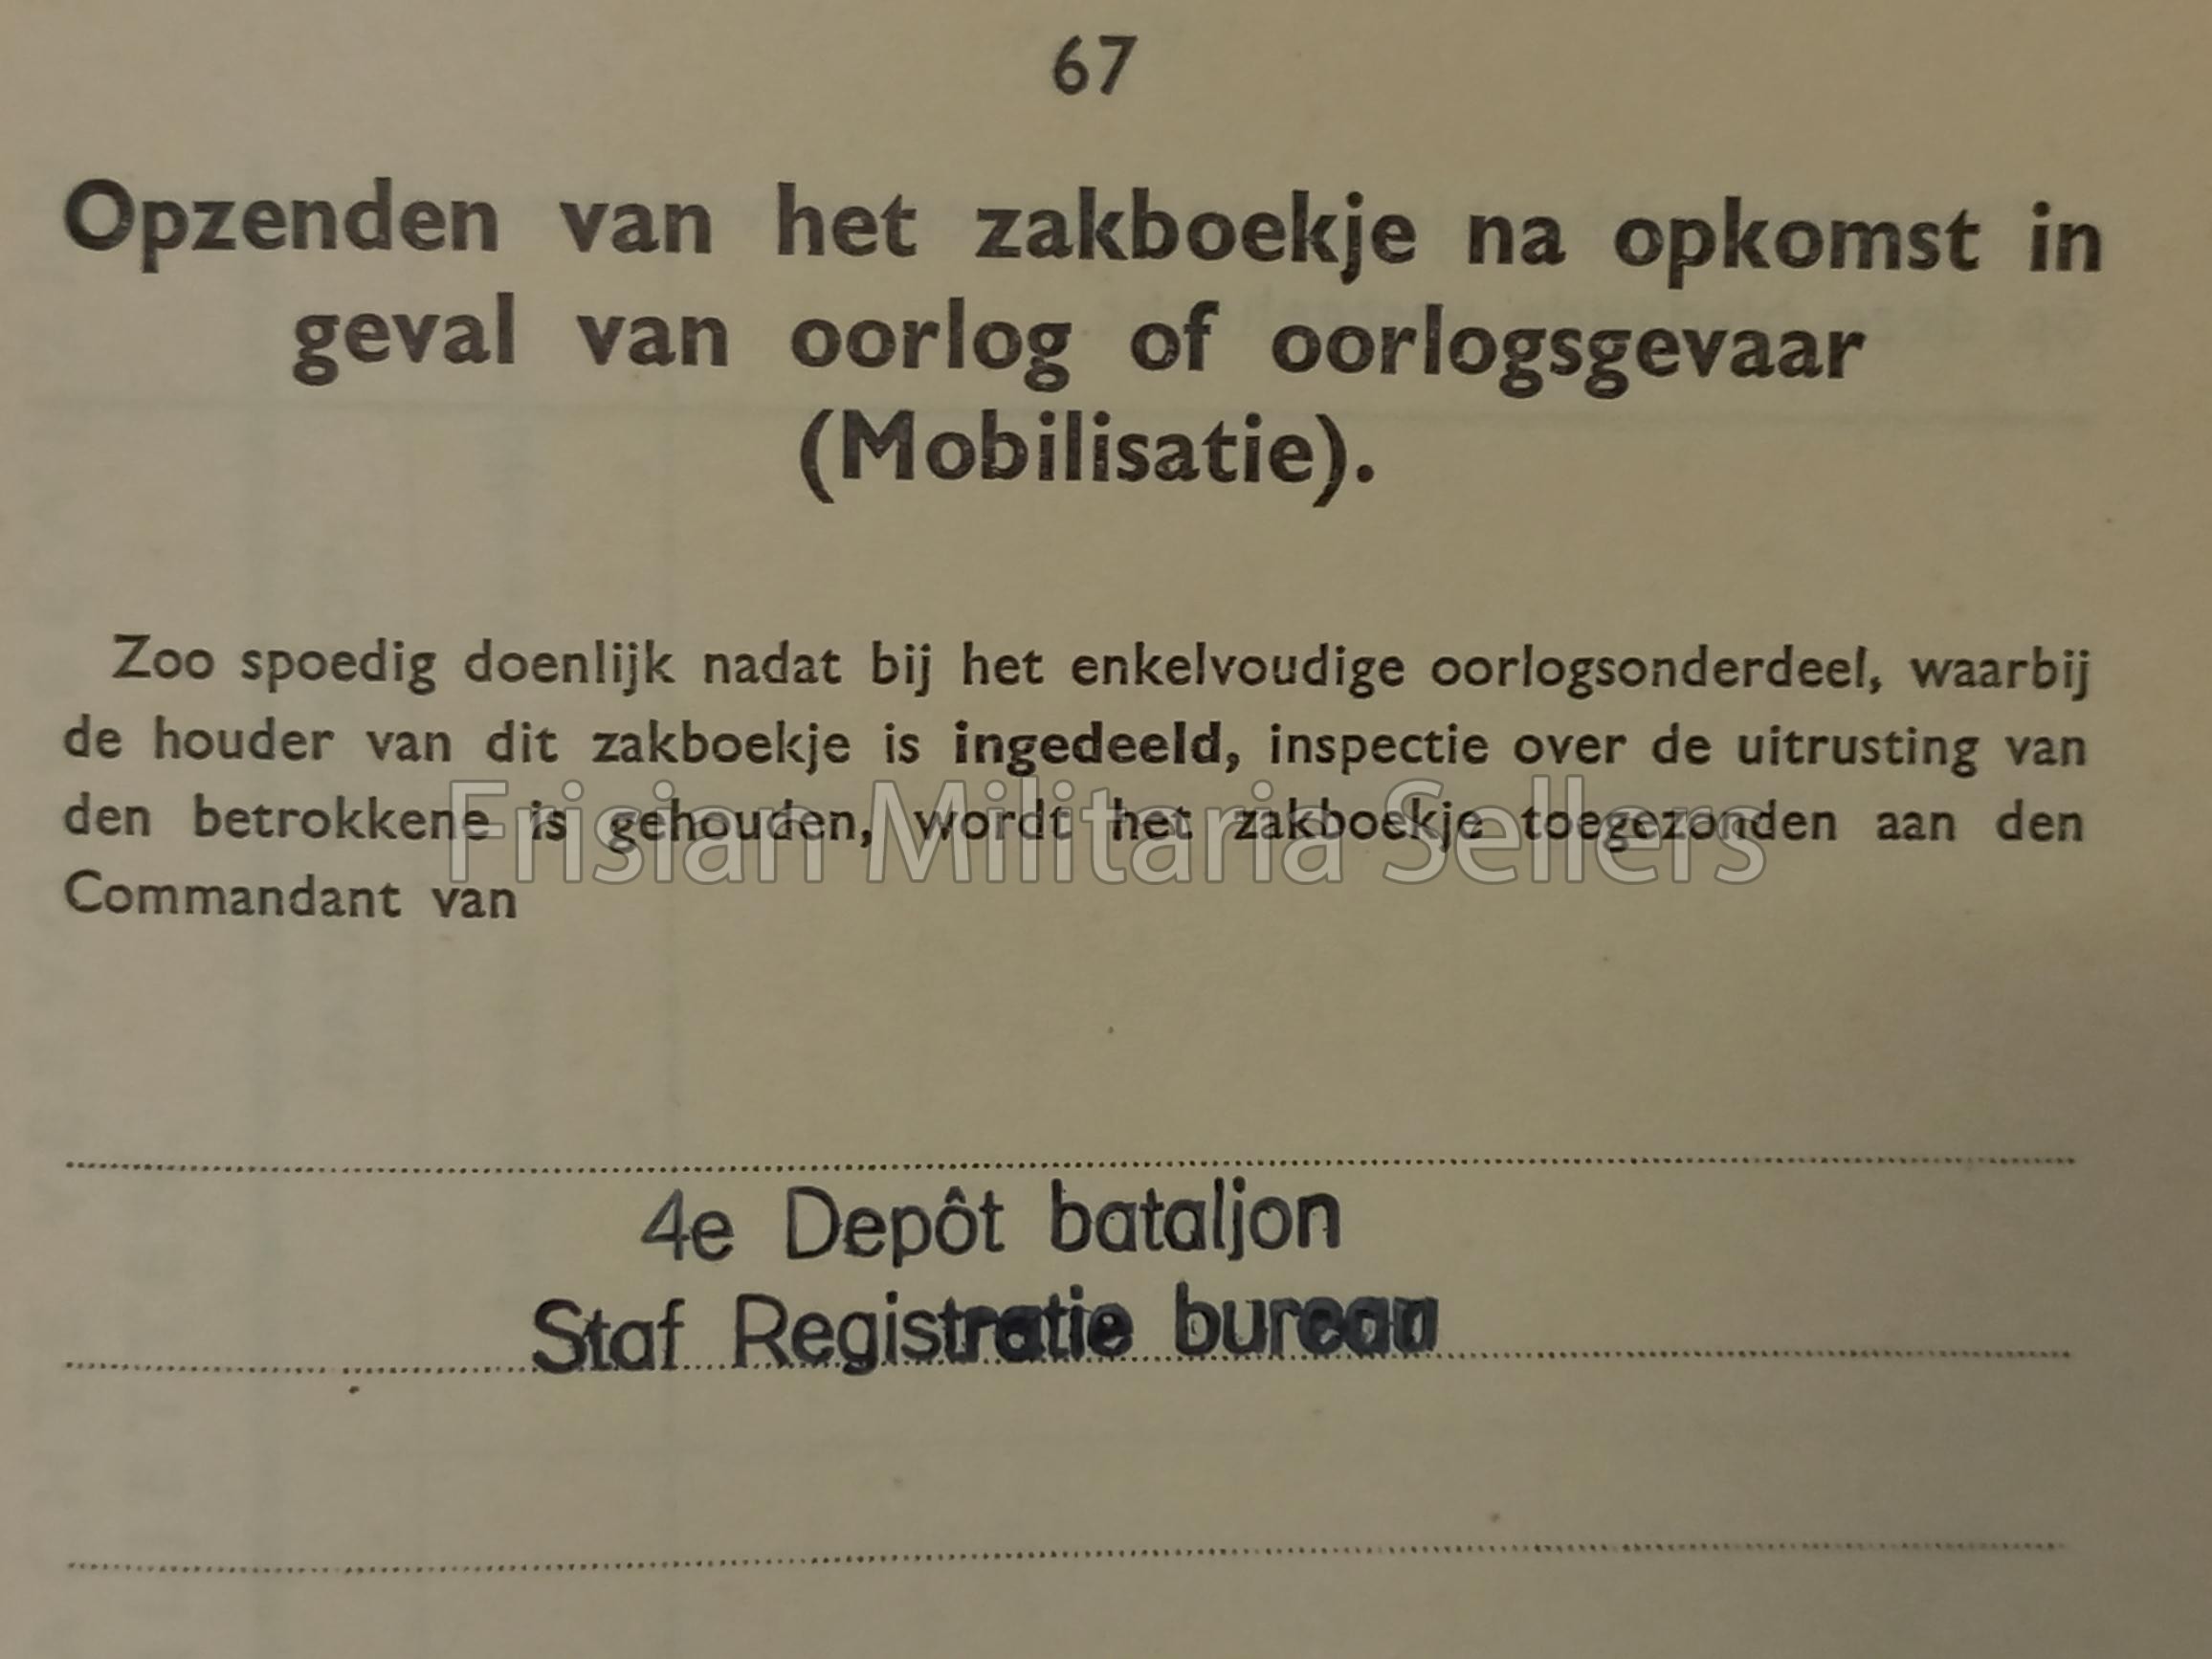 67
Opzenden van het zakboekje na opkomst in
geval van oorlog of oorlogsgevaar
(Mobilisatie).
Zoo spoedig doenlijk nadat bij het enkelvoudige oorlogsonderdeel, waarbij
de houder van dit zakboekje is ingedeeld, inspectie over de uitrusting van
den betrokkene is gehouden, wordt het zakboekje toegezonden aan den
Frisian Militaria Sellers
Commandant van
4e Depôt bataljon
Staf Registratie bureau